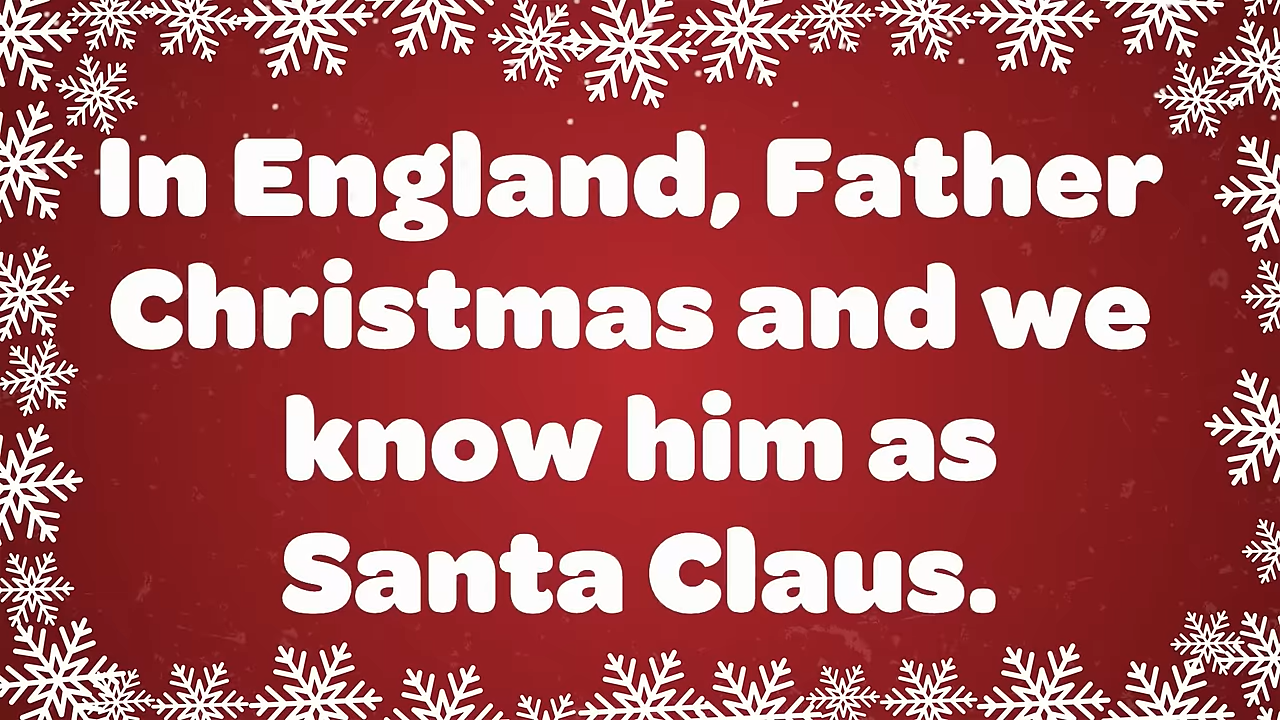 In England, Father
Christmas and we
know him as
Santa Claus.